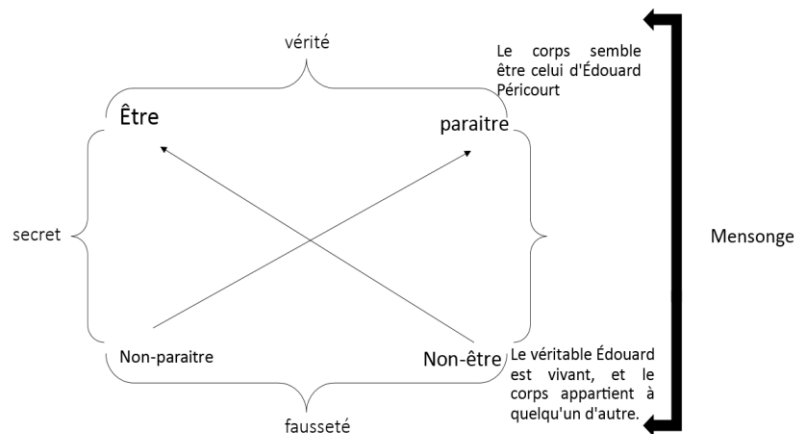 vérité
Le corps semble
être celui d'Édouard
Péricourt
Être
paraitre
secret
Mensonge
Non-paraitre
Non-être
Le véritable Édouard
est vivant, et le
corps appartient à
quelqu'un d'autre.
fausseté